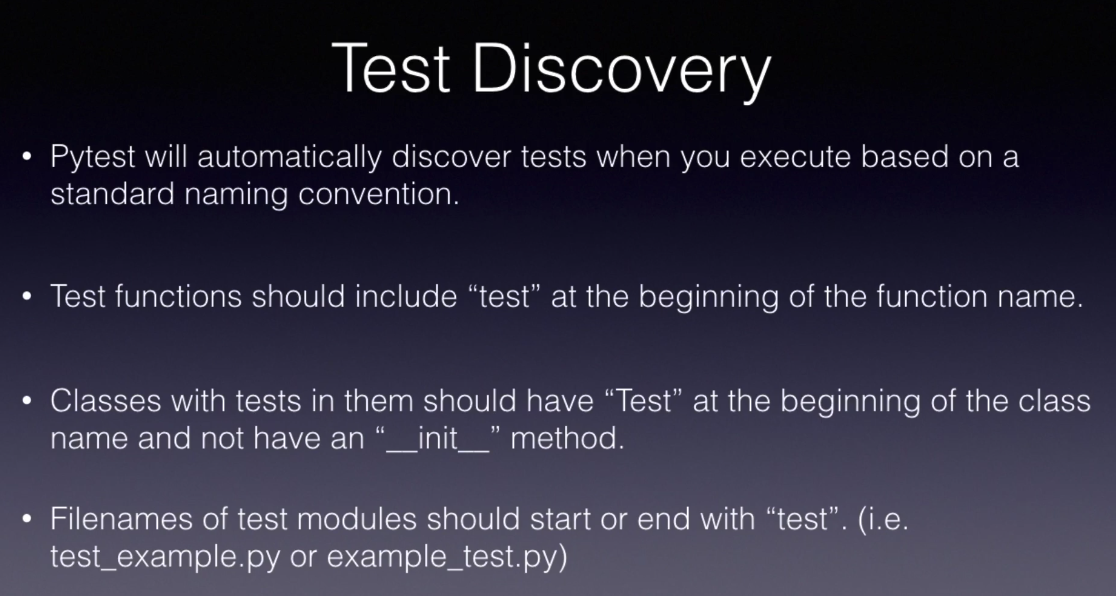 Test Discovery
• Pytest will automatically discover tests when you execute based on a
standard naming convention.
• Test functions should include “test” at the beginning of the function name.
• Classes with tests in them should have “Test” at the beginning of the class
name and not have an “__init__” method.
• Filenames of test modules should start or end with “test”. (i.e.
test_example.py or example_test.py)